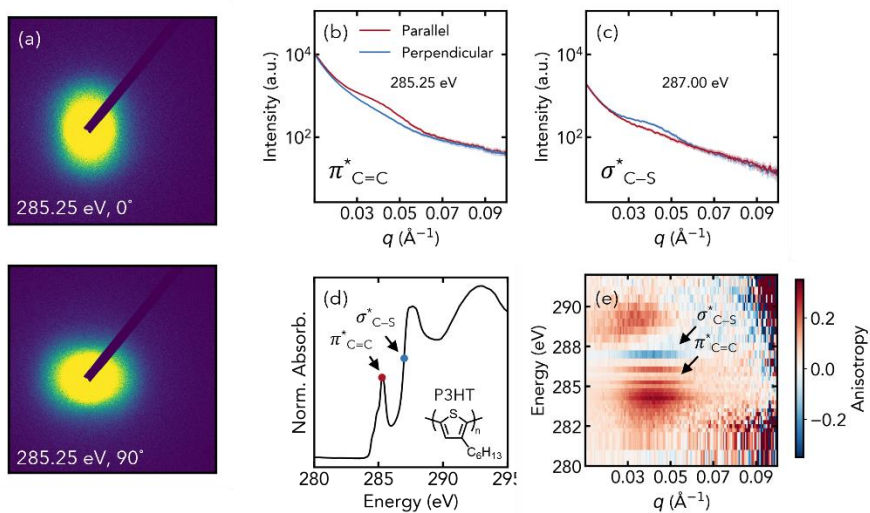 (a)
285.25 eV, 0°
285.25 eV, 90°
(b)
Parallel
Perpendicular
285.25 eV
π*C=C
Intensity (a.u.)
10⁴
10²
0.03 0.05 0.07 0.09
q (Å⁻¹)
(c)
287.00 eV
σ*C–S
Intensity (a.u.)
10⁴
10²
0.03 0.05 0.07 0.09
q (Å⁻¹)
(d)
σ*C–S
π*C=C
P3HT
S
n
C₆H₁₃
Norm. Absorb.
280 285 290 295
Energy (eV)
(e)
σ*C–S
π*C=C
Energy (eV)
290
288
285
282
280
0.03 0.05 0.07 0.09
q (Å⁻¹)
0.2
0.0
−0.2
Anisotropy